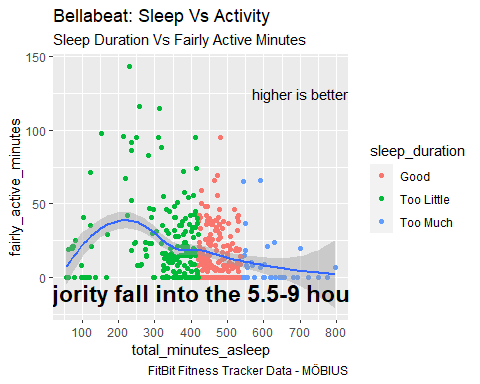 Bellabeat: Sleep Vs Activity
Sleep Duration Vs Fairly Active Minutes
150
100
50
0
fairly_active_minutes
higher is better
jority fall into the 5.5-9 hou
100 200 300 400 500 600 700 800
total_minutes_asleep
sleep_duration
Good
Too Little
Too Much
FitBit Fitness Tracker Data - MÖBIUS